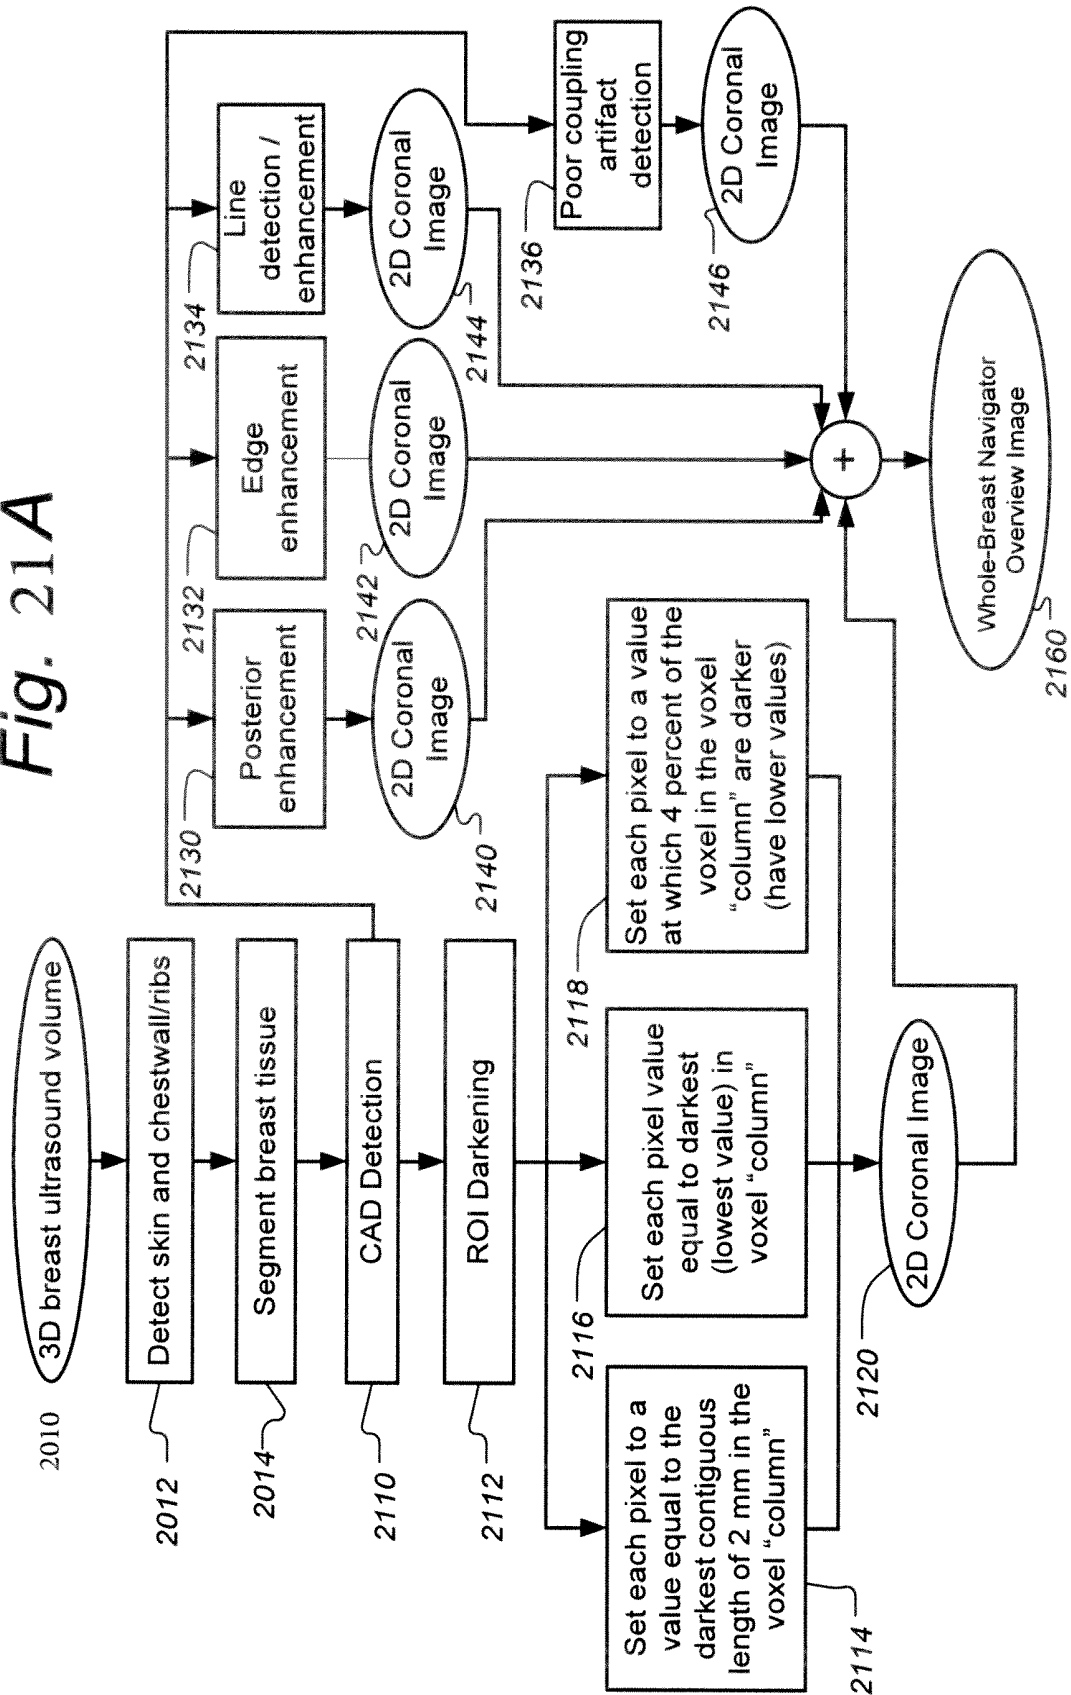 Fig. 21A
2010
3D breast ultrasound volume
2012
Detect skin and chestwall/ribs
2014
Segment breast tissue
2110
CAD Detection
2112
ROI Darkening
2130
Posterior
enhancement
2132
Edge
enhancement
2134
Line
detection /
enhancement
2140
2D Coronal
Image
2142
2D Coronal
Image
2144
2D Coronal
Image
2136
Poor coupling
artifact
detection
2146
2D Coronal
Image
2114
Set each pixel to a
value equal to the
darkest contiguous
length of 2 mm in the
voxel “column”
2116
Set each pixel value
equal to darkest
(lowest value) in
voxel “column”
2118
Set each pixel to a value
at which 4 percent of the
voxel in the voxel
“column” are darker
(have lower values)
2120
2D Coronal Image
+
2160
Whole-Breast Navigator
Overview Image